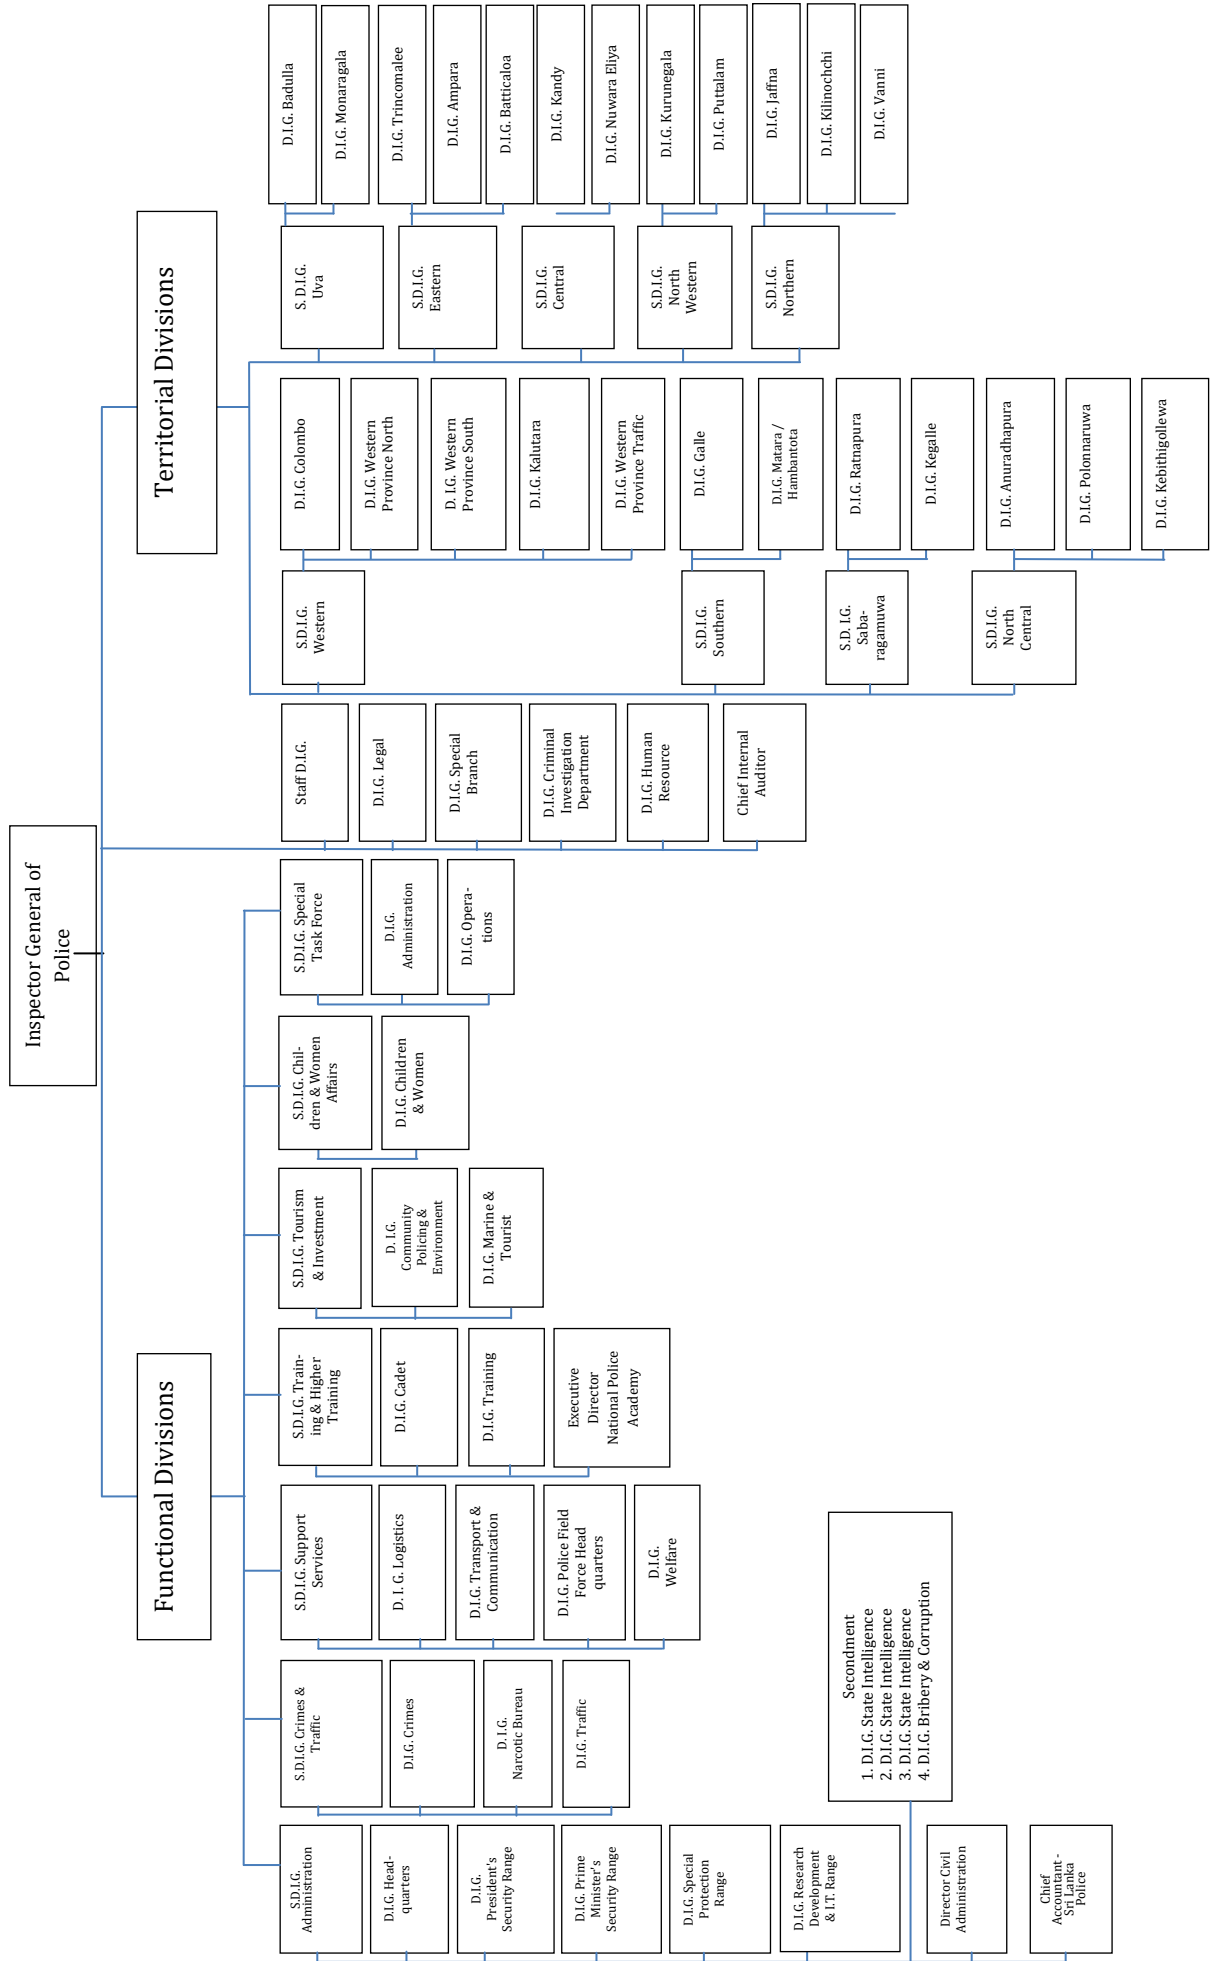 Inspector General of
Police
Functional Divisions
Territorial Divisions
S.D.I.G.
Administration
D.I.G. Head-
quarters
D.I.G.
President's
Security Range
D.I.G. Prime
Minister's
Security Range
D.I.G. Special
Protection
Range
D.I.G. Research
Development
& I.T. Range
Director Civil
Administration
Chief
Accountant -
Sri Lanka
Police
Secondment
1. D.I.G. State Intelligence
2. D.I.G. State Intelligence
3. D.I.G. State Intelligence
4. D.I.G. Bribery & Corruption
S.D.I.G. Crimes &
Traffic
D.I.G. Crimes
D.I.G.
Narcotic Bureau
D.I.G. Traffic
S.D.I.G. Support
Services
D. I. G. Logistics
D.I.G. Transport &
Communication
D.I.G. Police Field
Force Head
quarters
D.I.G.
Welfare
S.D.I.G. Train-
ing & Higher
Training
D.I.G. Cadet
D.I.G. Training
Executive
Director
National Police
Academy
S.D.I.G. Tourism
& Investment
D. I.G.
Community
Policing &
Environment
D.I.G. Marine &
Tourist
S.D.I.G. Chil-
dren & Women
Affairs
D.I.G. Children
& Women
S.D.I.G. Special
Task Force
D.I.G.
Administration
D.I.G. Opera-
tions
Staff D.I.G.
D.I.G. Legal
D.I.G. Special
Branch
D.I.G. Criminal
Investigation
Department
D.I.G. Human
Resource
Chief Internal
Auditor
S.D.I.G.
Western
D.I.G. Colombo
D.I.G. Western
Province North
D. I.G. Western
Province South
D.I.G. Kalutara
D.I.G. Western
Province Traffic
S.D.I.G.
Southern
D.I.G. Galle
D.I.G. Matara /
Hambantota
S.D. I.G.
Saba-
ragamuwa
D.I.G. Ratnapura
D.I.G. Kegalle
S.D.I.G.
North
Central
D.I.G. Anuradhapura
D.I.G. Polonnaruwa
D.I.G. Kebithigollewa
S. D.I.G.
Uva
D.I.G. Badulla
D.I.G. Monaragala
S.D.I.G.
Eastern
D.I.G. Trincomalee
D.I.G. Ampara
D.I.G. Batticaloa
S.D.I.G.
Central
D.I.G. Kandy
D.I.G. Nuwara Eliya
S.D.I.G.
North
Western
D.I.G. Kurunegala
D.I.G. Puttalam
S.D.I.G.
Northern
D.I.G. Jaffna
D.I.G. Kilinochchi
D.I.G. Vanni